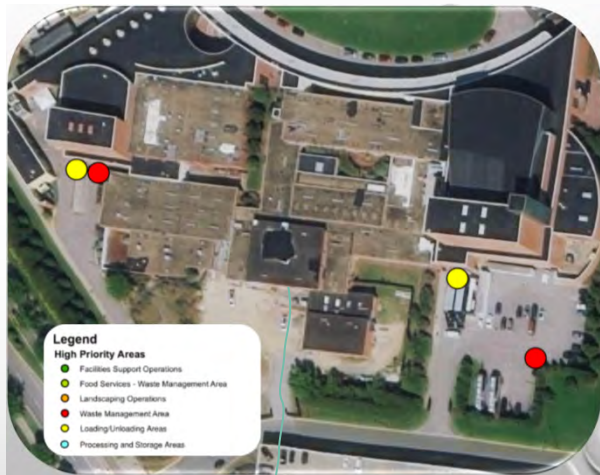 Legend
High Priority Areas
Facilities Support Operations
Food Services - Waste Management Area
Landscaping Operations
Waste Management Area
Loading/Unloading Areas
Processing and Storage Areas